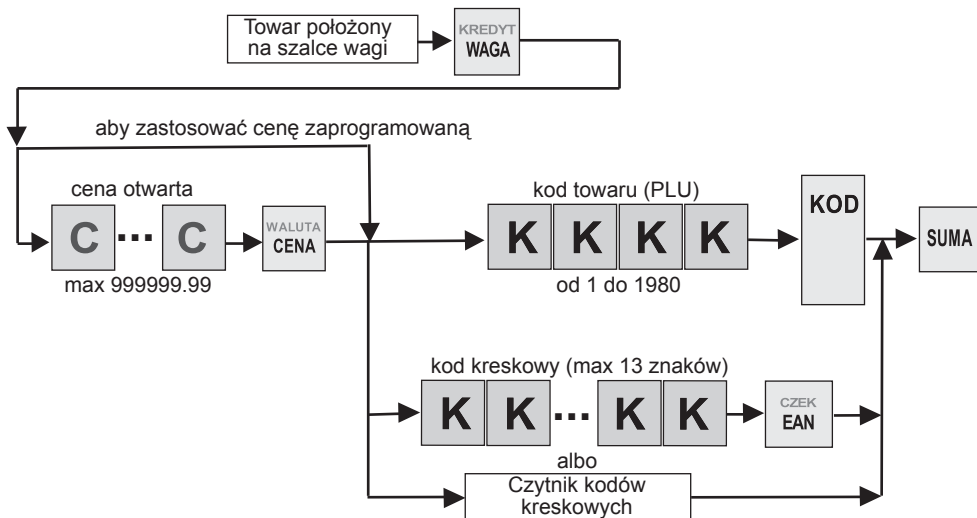 Towar położony
na szalce wagi
KREDYT
WAGA
aby zastosować cenę zaprogramowaną
cena otwarta
C ... C
WALUTA
CENA
max 999999.99
kod towaru (PLU)
K K K K
od 1 do 1980
KOD
SUMA
kod kreskowy (max 13 znaków)
K K ... K K
CZEK
EAN
albo
Czytnik kodów
kreskowych